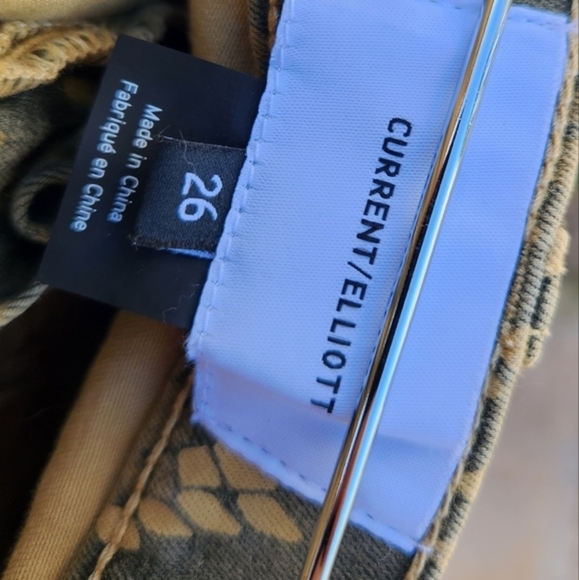 CURRENT/ELLIOTT
26
Made in China
Fabriqué en Chine